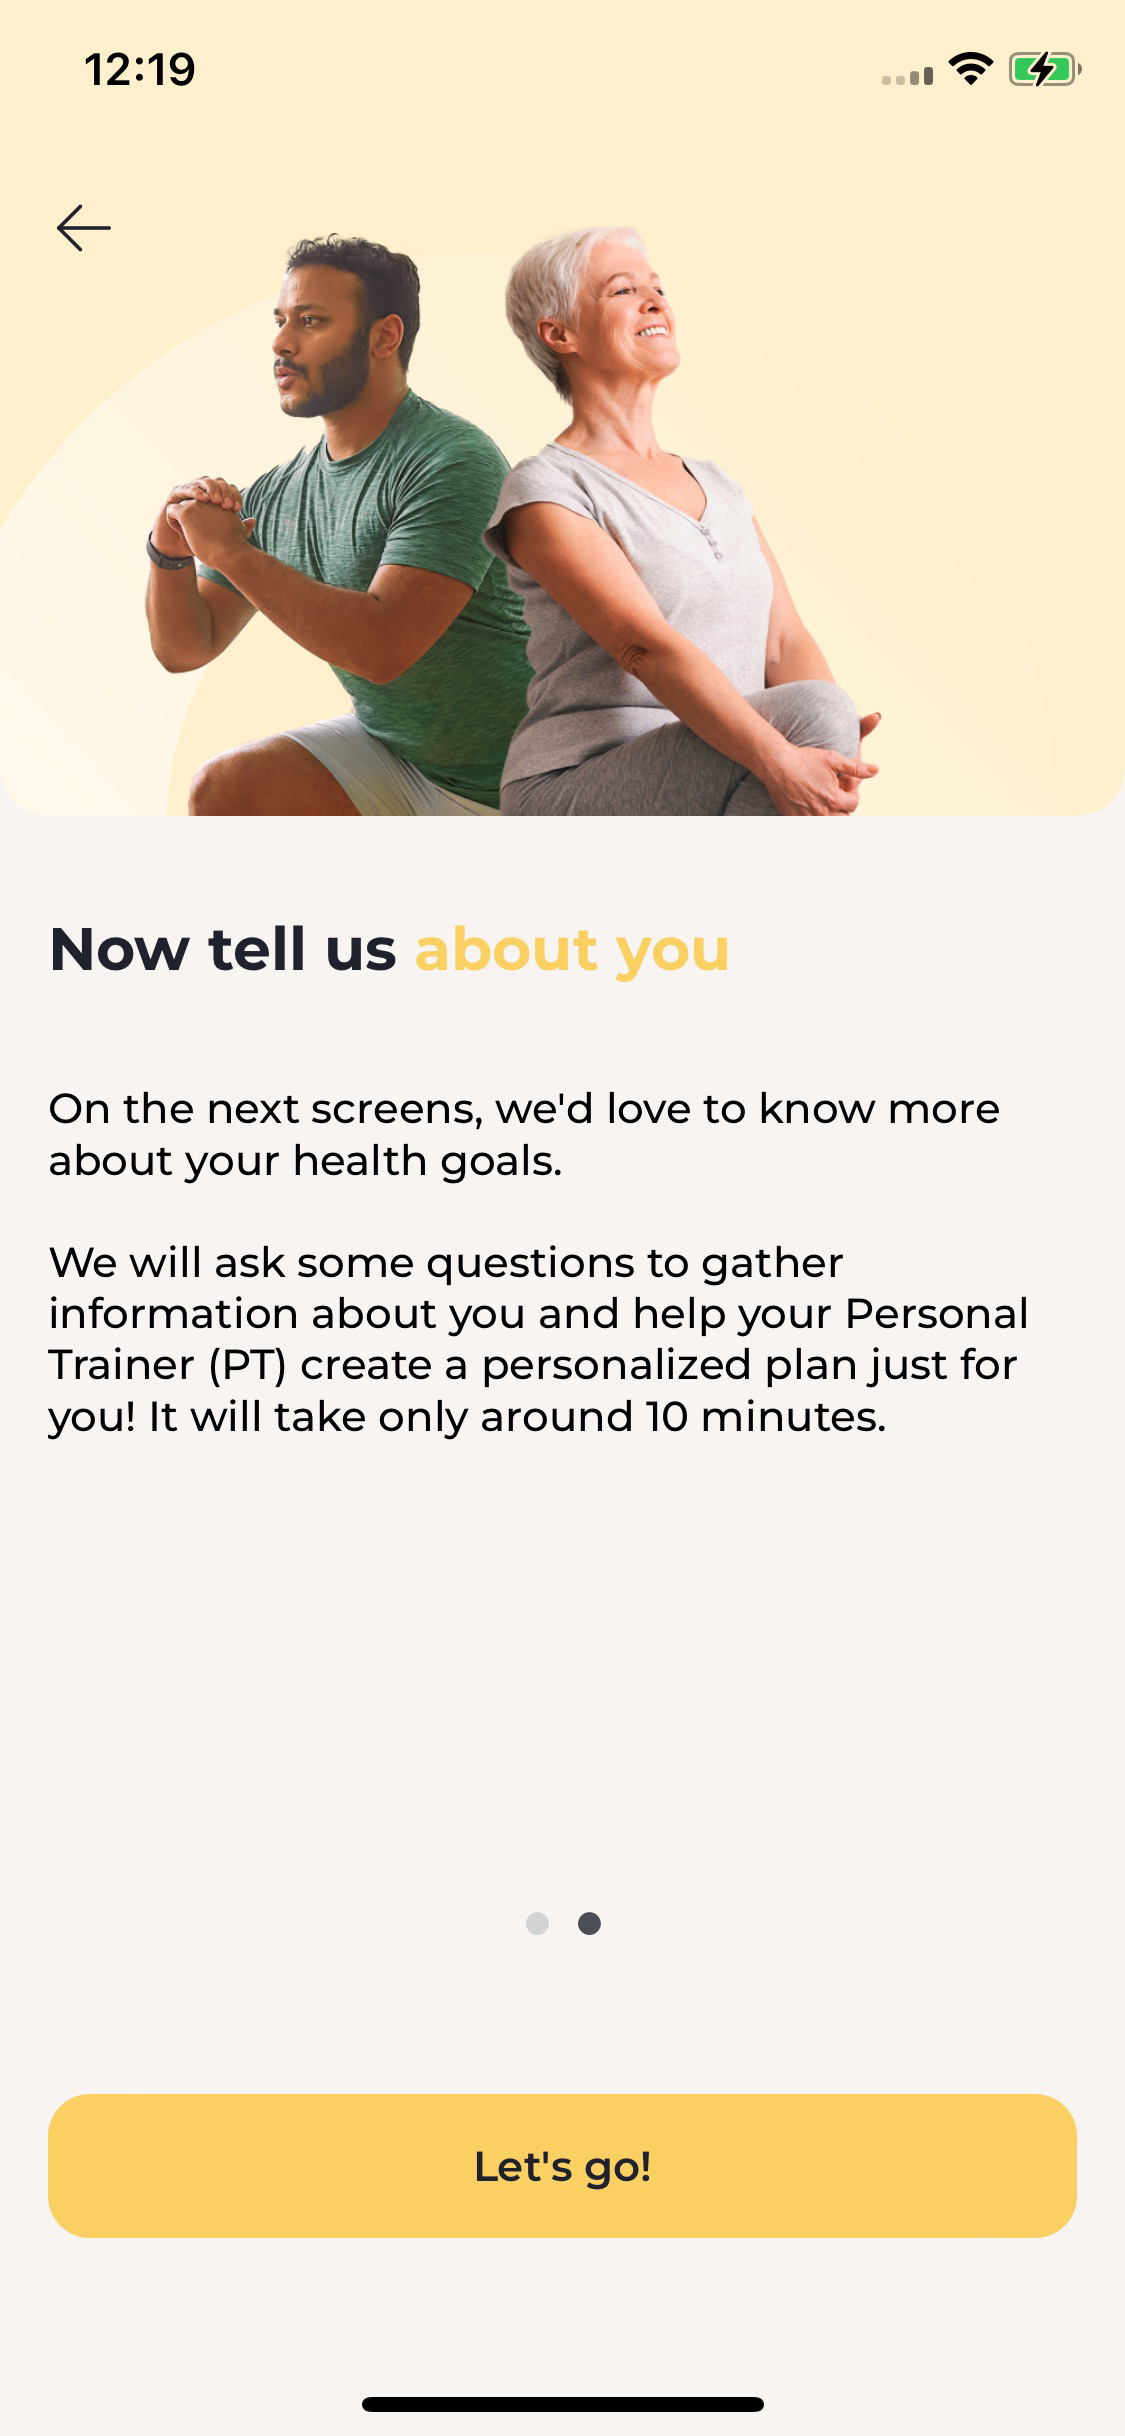 12:19
Now tell us about you
On the next screens, we'd love to know more
about your health goals.
We will ask some questions to gather
information about you and help your Personal
Trainer (PT) create a personalized plan just for
you! It will take only around 10 minutes.
Let's go!